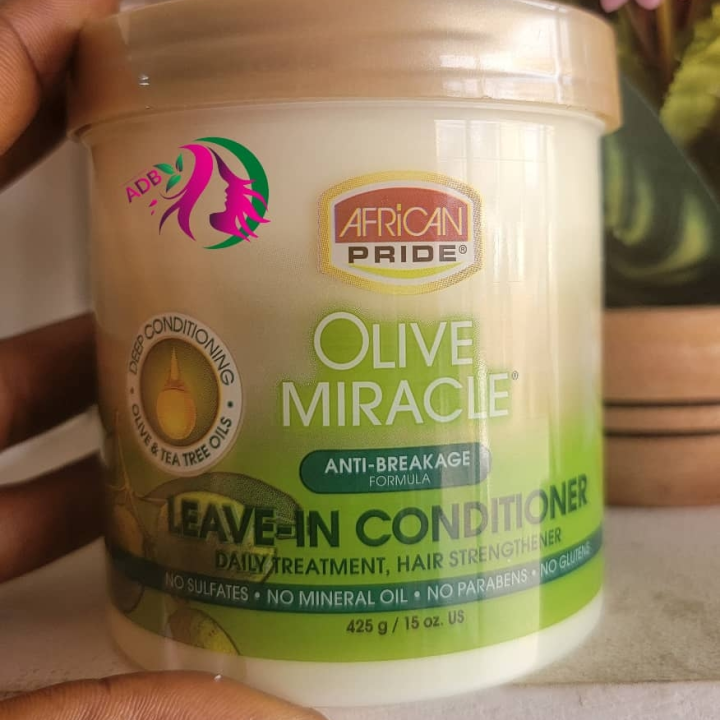 ADB
AFRiCAN
PRIDE®
DEEP CONDITIONING
• OLIVE & TEA TREE OILS •
OLIVE
MIRACLE®
ANTI-BREAKAGE
FORMULA
LEAVE-IN CONDITIONER
DAILY TREATMENT, HAIR STRENGTHENER
NO SULFATES • NO MINERAL OIL • NO PARABENS • NO GLUTENS
425 g / 15 oz. US